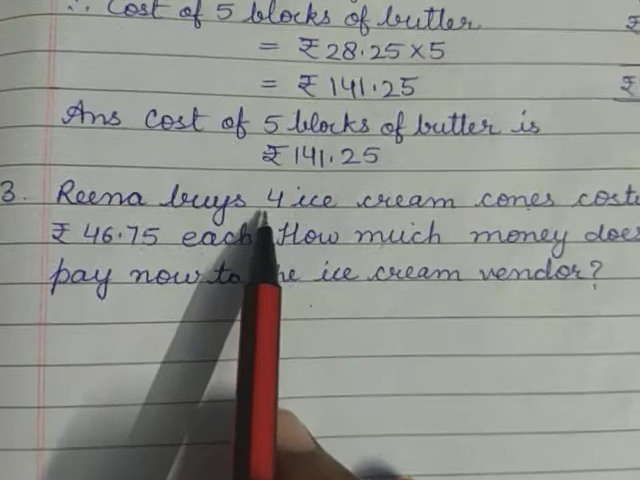 ∴ Cost of 5 blocks of butter ₹
= ₹ 28.25 × 5
= ₹ 141.25 ₹
Ans Cost of 5 blocks of butter is
₹ 141.25
3. Reena buys 4 ice cream cones cost
₹ 46.75 each How much money does
pay now to the ice cream vendor?